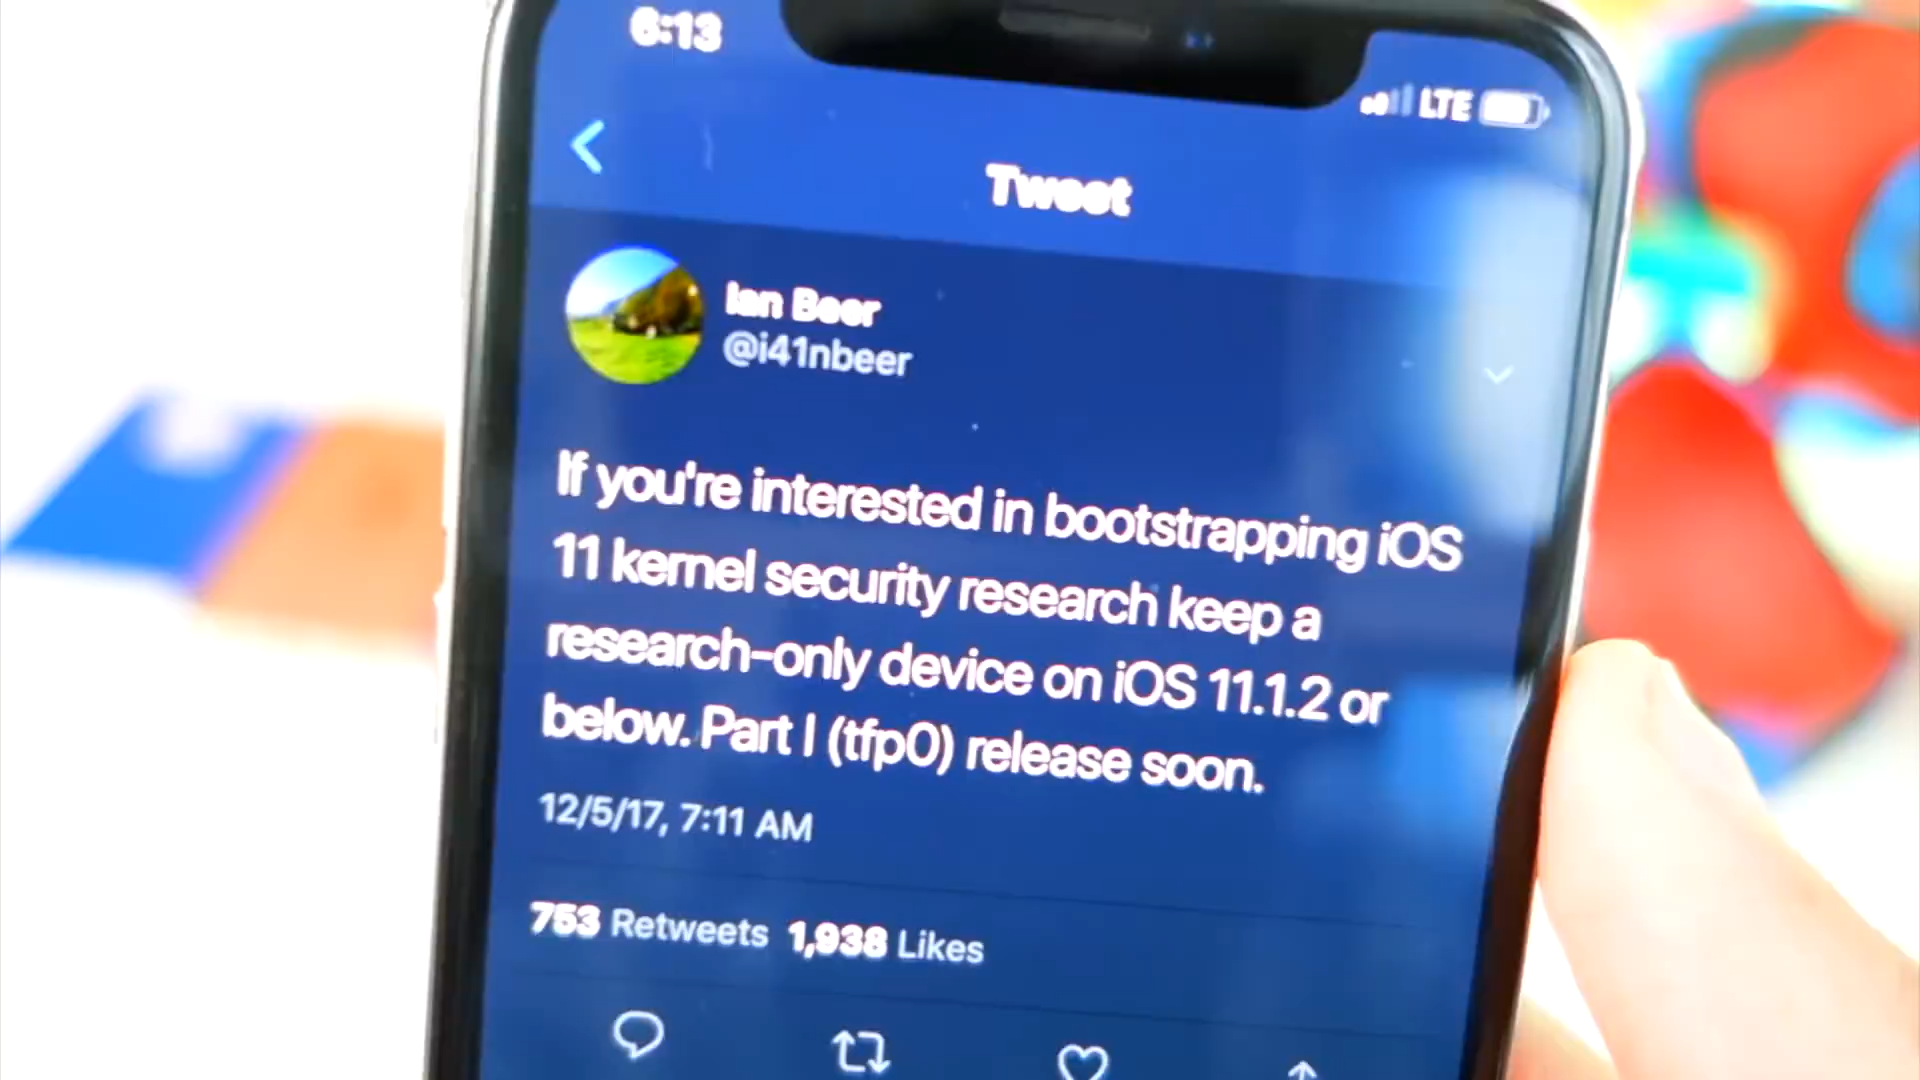 6:13
LTE
Tweet
Ian Beer
@i41nbeer
If you're interested in bootstrapping iOS
11 kernel security research keep a
research-only device on iOS 11.1.2 or
below. Part I (tfp0) release soon.
12/5/17, 7:11 AM
753 Retweets 1,938 Likes